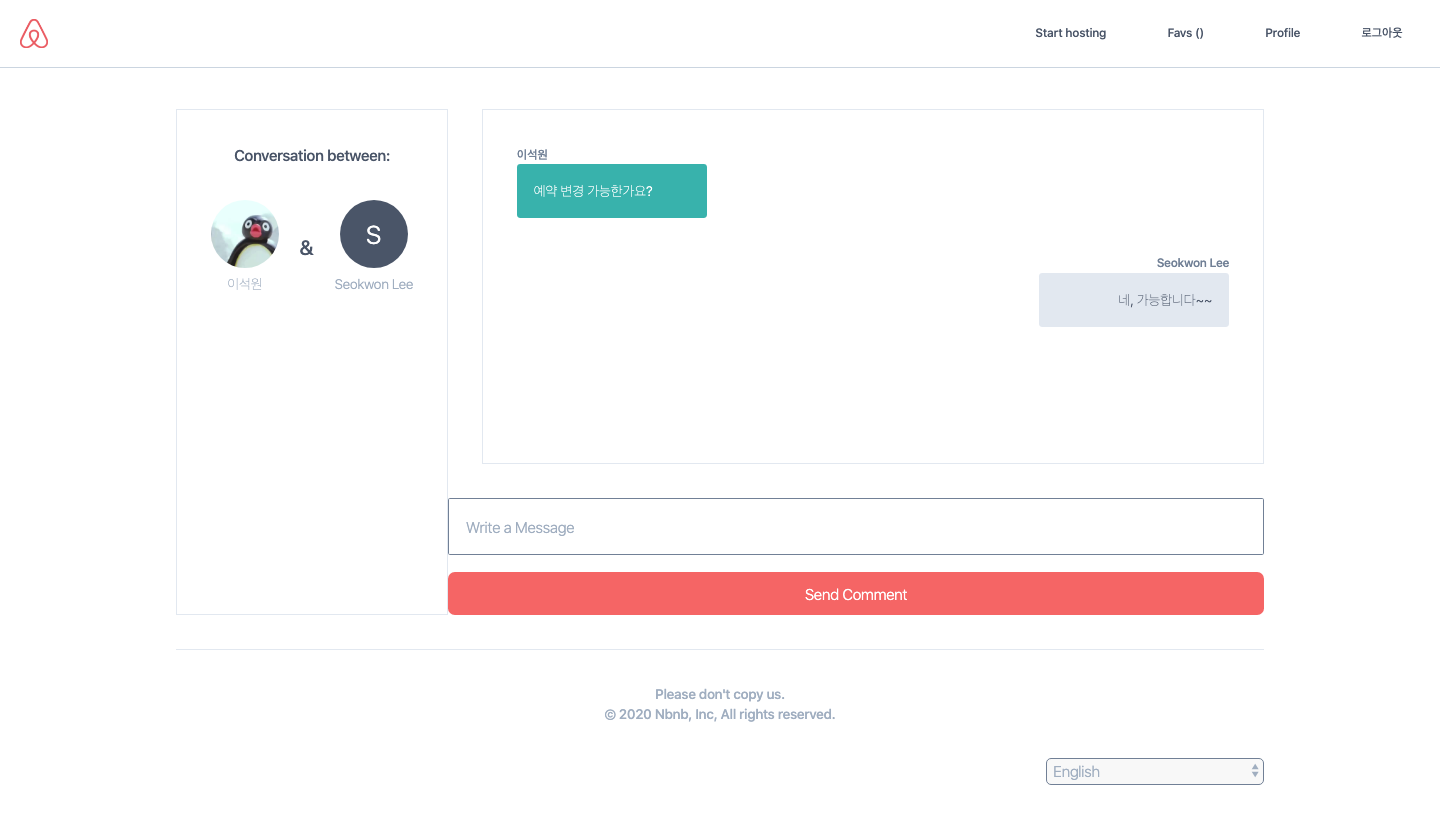 Start hosting
Favs ()
Profile
로그아웃
Conversation between:
S
&
이석원
Seokwon Lee
이석원
예약 변경 가능한가요?
Seokwon Lee
네, 가능합니다~~
Write a Message
Send Comment
Please don't copy us.
© 2020 Nbnb, Inc, All rights reserved.
English